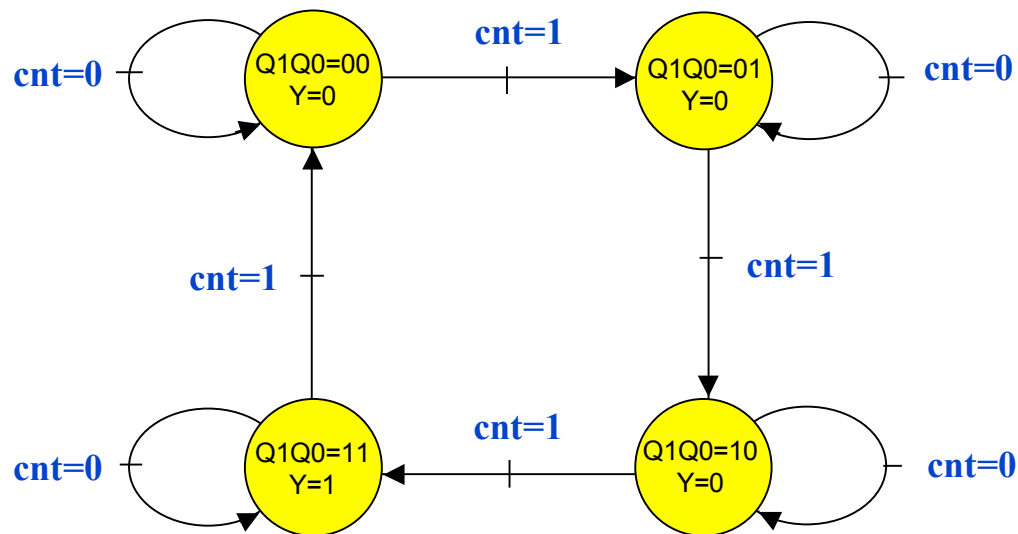 cnt=1
cnt=0
Q1Q0=00
Y=0
Q1Q0=01
Y=0
cnt=0
cnt=1
cnt=1
cnt=1
cnt=0
Q1Q0=11
Y=1
Q1Q0=10
Y=0
cnt=0